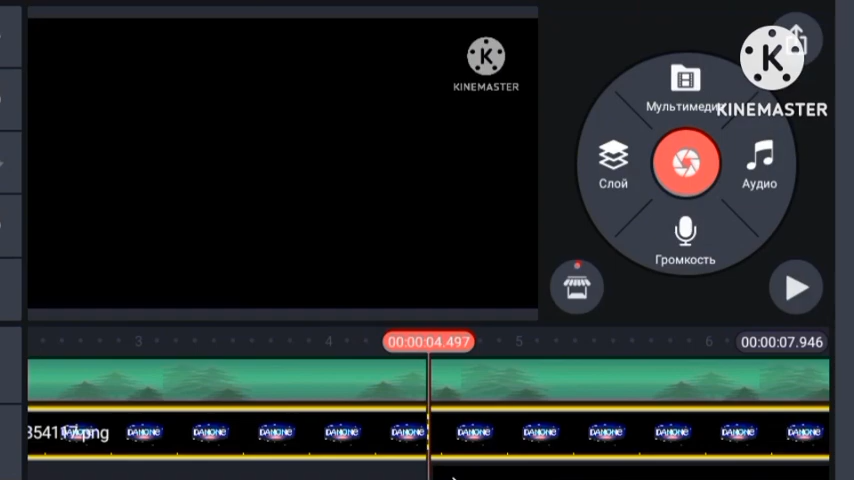 KINEMASTER
Мультимеди
KINEMASTER
Слой
Аудио
Громкость
3
4
00:00:04.497
5
6
00:00:07.946
DANONE DANONE DANONE DANONE DANONE DANONE DANONE DANONE DANONE DANONE DANONE